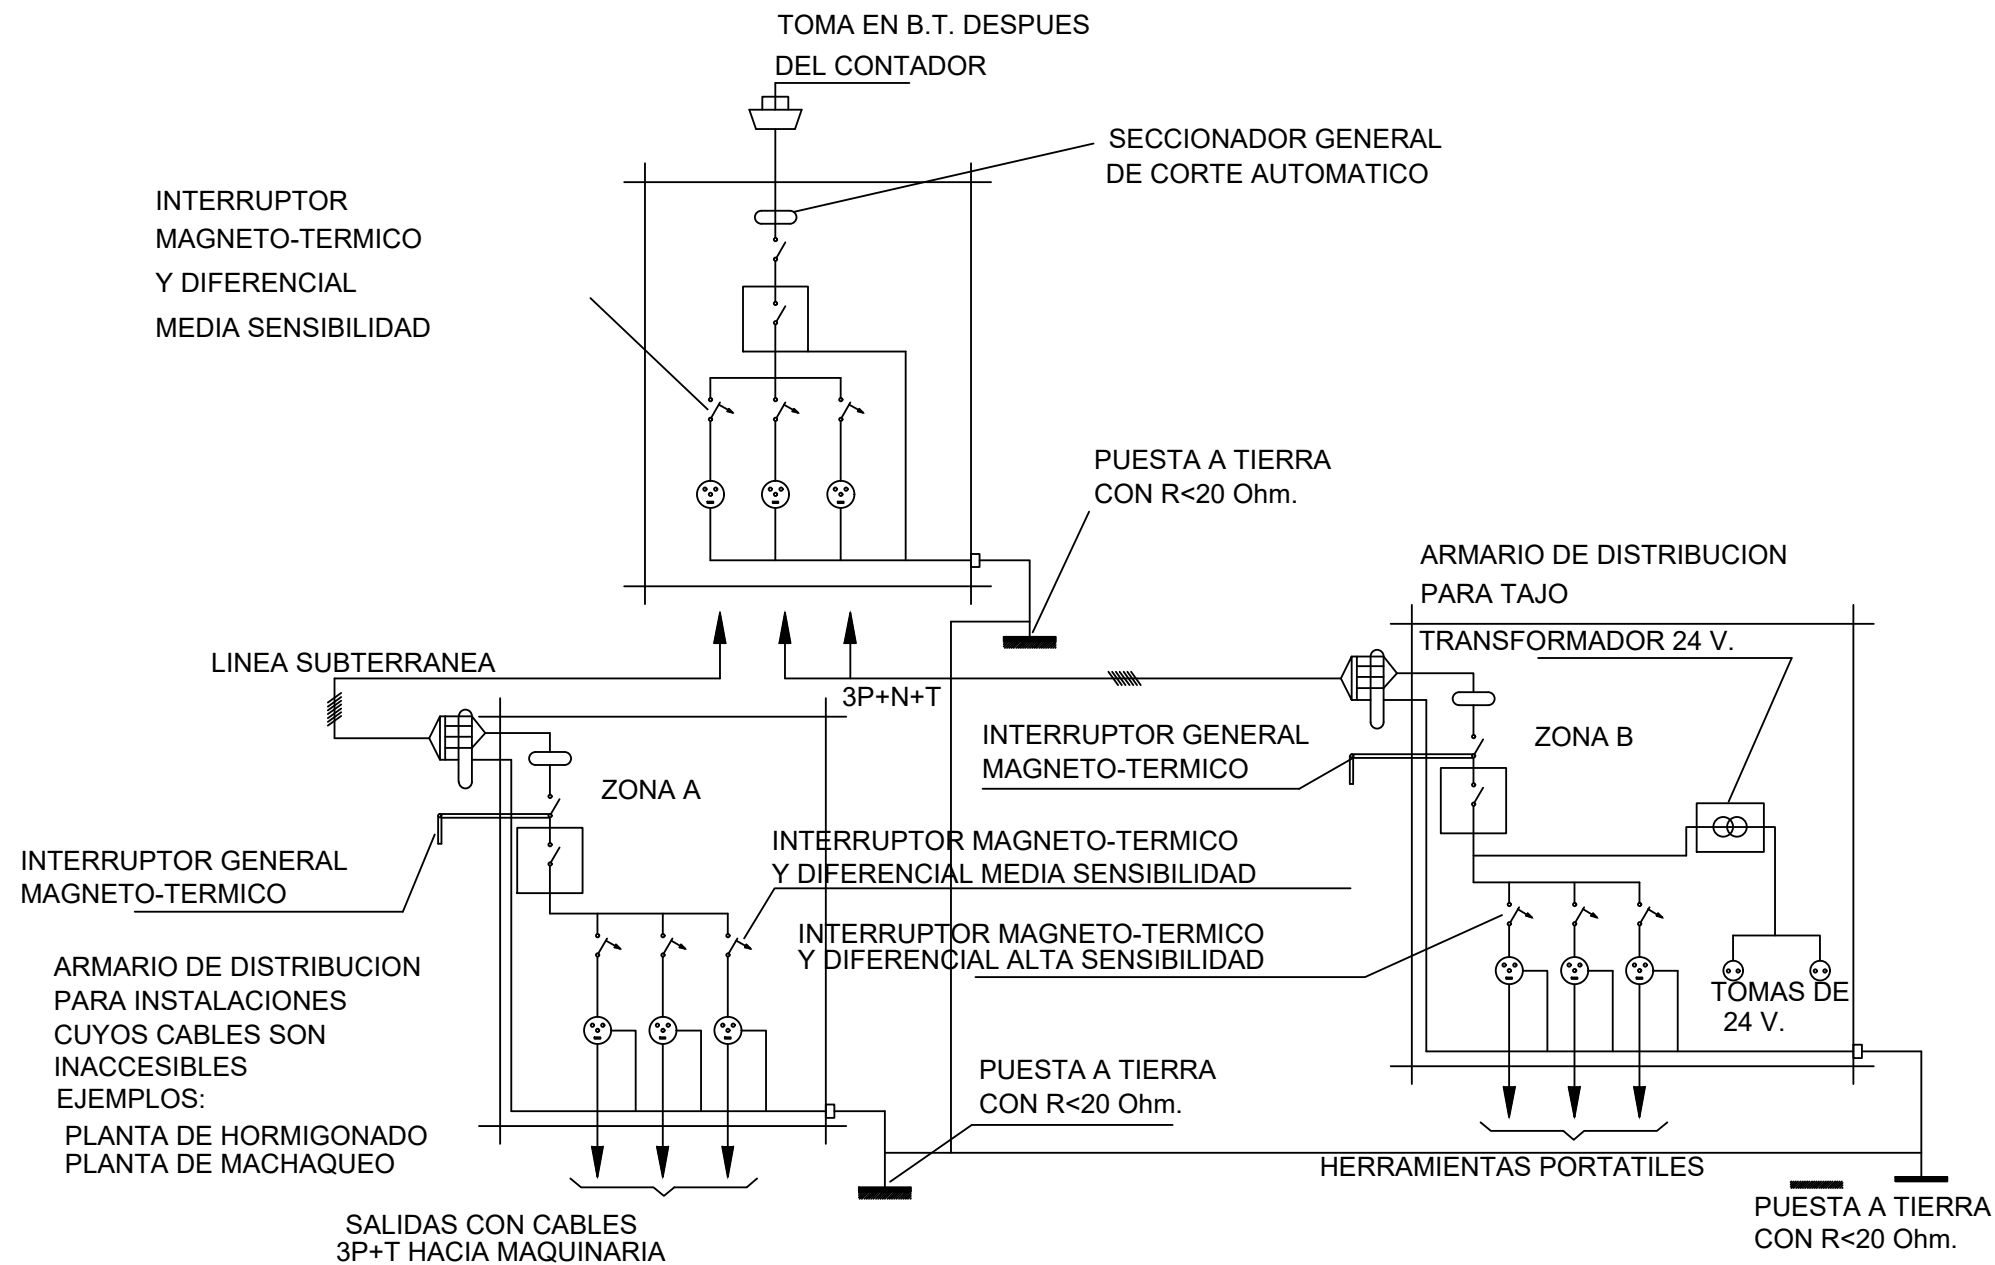 TOMA EN B.T. DESPUES
DEL CONTADOR
SECCIONADOR GENERAL
DE CORTE AUTOMATICO
INTERRUPTOR
MAGNETO-TERMICO
Y DIFERENCIAL
MEDIA SENSIBILIDAD
PUESTA A TIERRA
CON R<20 Ohm.
ARMARIO DE DISTRIBUCION
PARA TAJO
TRANSFORMADOR 24 V.
LINEA SUBTERRANEA
3P+N+T
INTERRUPTOR GENERAL
MAGNETO-TERMICO
ZONA B
ZONA A
INTERRUPTOR MAGNETO-TERMICO
Y DIFERENCIAL MEDIA SENSIBILIDAD
INTERRUPTOR GENERAL
MAGNETO-TERMICO
INTERRUPTOR MAGNETO-TERMICO
Y DIFERENCIAL ALTA SENSIBILIDAD
ARMARIO DE DISTRIBUCION
PARA INSTALACIONES
CUYOS CABLES SON
INACCESIBLES
EJEMPLOS:
PLANTA DE HORMIGONADO
PLANTA DE MACHAQUEO
TOMAS DE
24 V.
PUESTA A TIERRA
CON R<20 Ohm.
HERRAMIENTAS PORTATILES
PUESTA A TIERRA
CON R<20 Ohm.
SALIDAS CON CABLES
3P+T HACIA MAQUINARIA